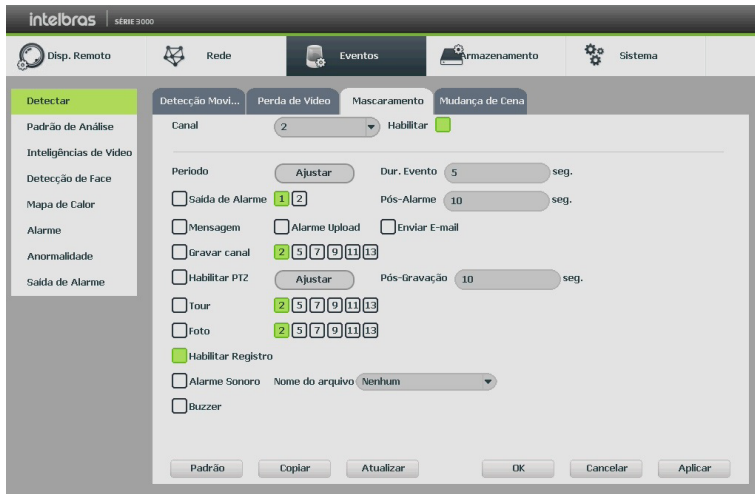 intelbras SÉRIE 3000
Disp. Remoto Rede Eventos Armazenamento Sistema
Detectar
Padrão de Análise
Inteligências de Vídeo
Detecção de Face
Mapa de Calor
Alarme
Anormalidade
Saída de Alarme
Detecção Movi... Perda de Vídeo Mascaramento Mudança de Cena
Canal 2 Habilitar
Período Ajustar Dur. Evento 5 seg.
Saída de Alarme 1 2 Pós-Alarme 10 seg.
Mensagem Alarme Upload Enviar E-mail
Gravar canal 2 5 7 9 11 13
Habilitar PTZ Ajustar Pós-Gravação 10 seg.
Tour 2 5 7 9 11 13
Foto 2 5 7 9 11 13
Habilitar Registro
Alarme Sonoro Nome do arquivo Nenhum
Buzzer
Padrão Copiar Atualizar OK Cancelar Aplicar